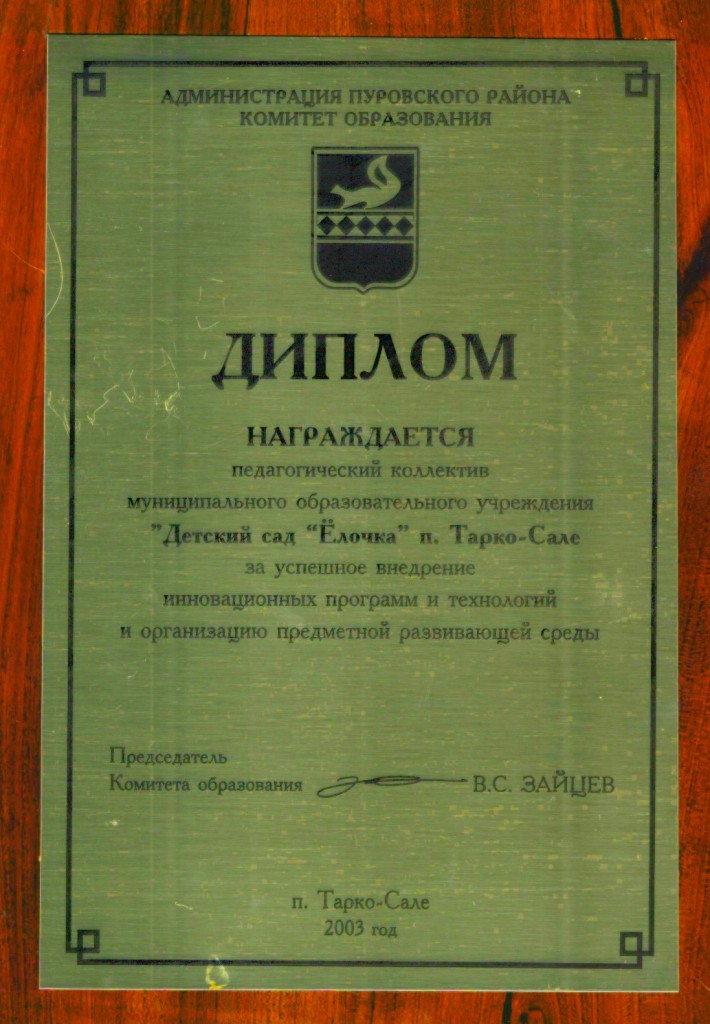 АДМИНИСТРАЦИЯ ПУРОВСКОГО РАЙОНА
КОМИТЕТ ОБРАЗОВАНИЯ
ДИПЛОМ
НАГРАЖДАЕТСЯ
педагогический коллектив
муниципального образовательного учреждения
"Детский сад "Ёлочка" п. Тарко-Сале
за успешное внедрение
инновационных программ и технологий
и организацию предметной развивающей среды
Председатель
Комитета образования В.С. ЗАЙЦЕВ
п. Тарко-Сале
2003 год